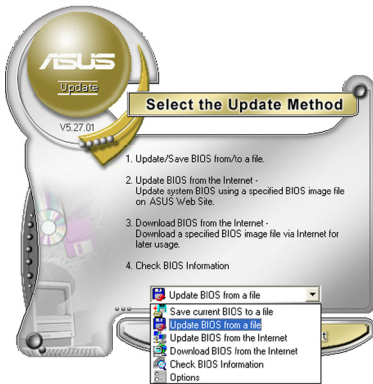 ASUS
Update
V5.27.01
Select the Update Method
1. Update/Save BIOS from/to a file.
2. Update BIOS from the Internet -
Update system BIOS using a specified BIOS image file
on ASUS Web Site.
3. Download BIOS from the Internet -
Download a specified BIOS image file via Internet for
later usage.
4. Check BIOS Information
Update BIOS from a file
Save current BIOS to a file
Update BIOS from a file
Update BIOS from the Internet
Download BIOS from the Internet
Check BIOS Information
Options